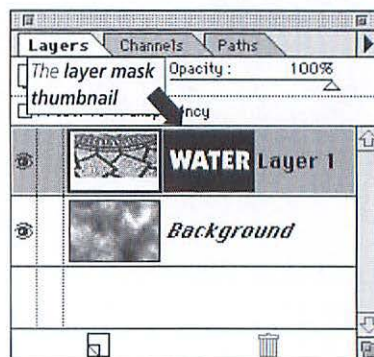 Layers Channels Paths
The layer mask thumbnail
Opacity: 100%
ncy
WATER Layer 1
Background